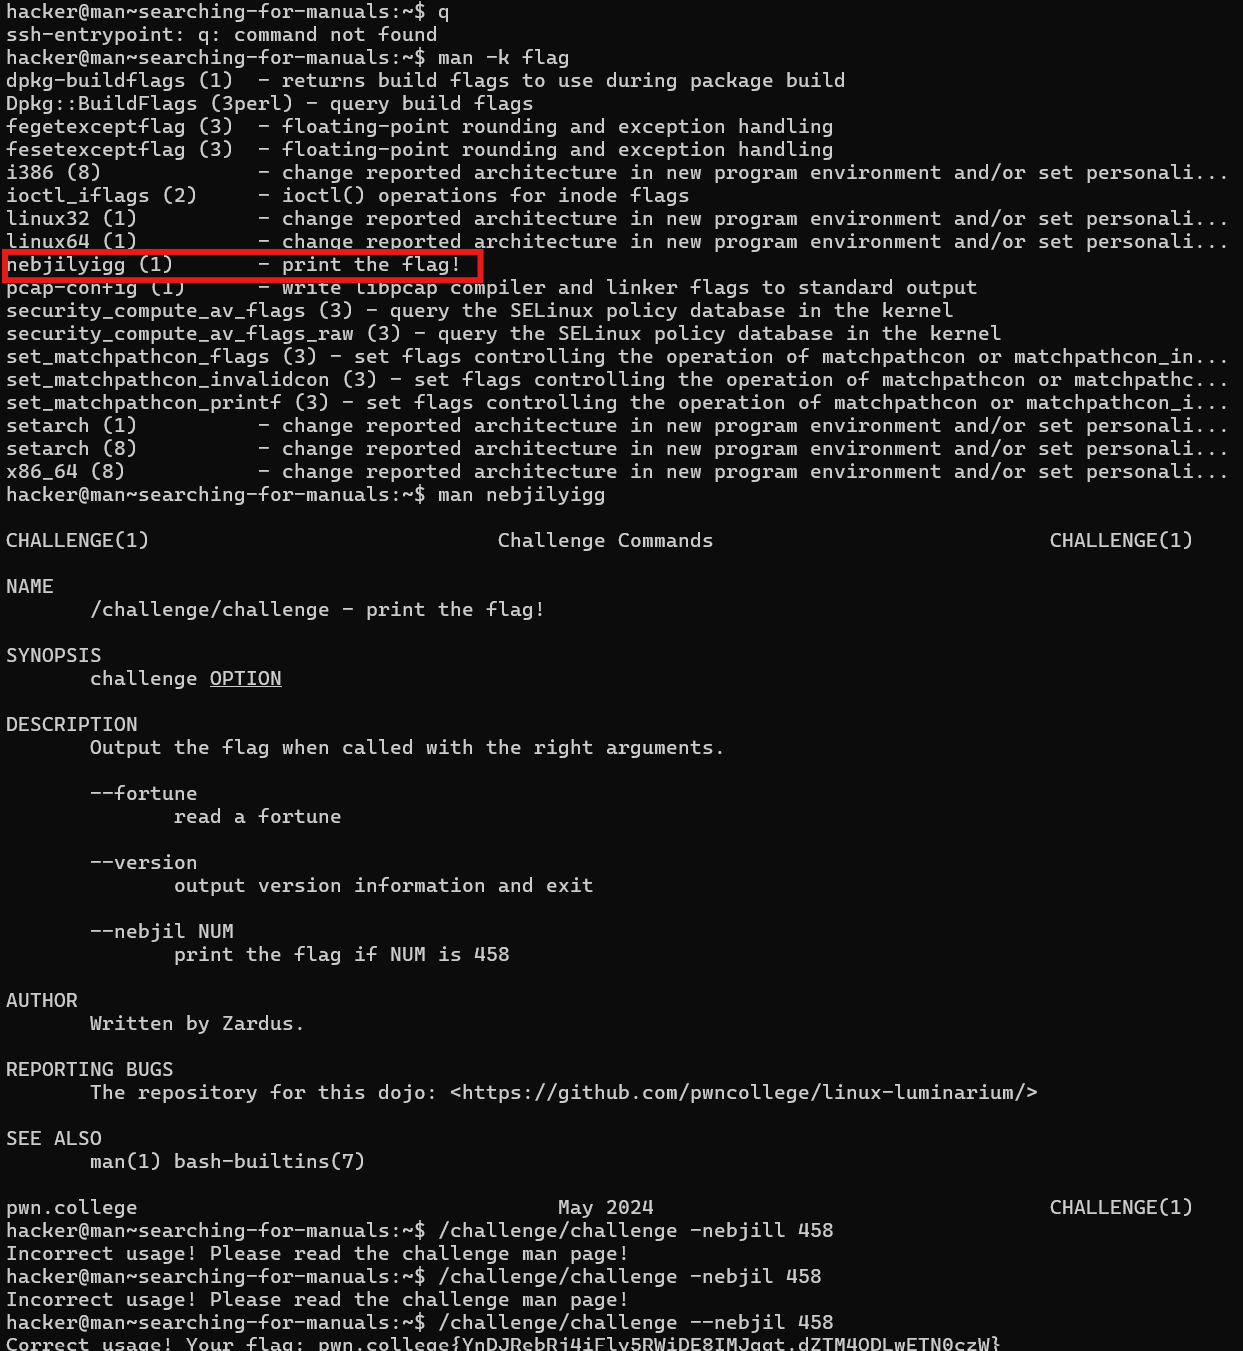 hacker@man~searching-for-manuals:~$ q
ssh-entrypoint: q: command not found
hacker@man~searching-for-manuals:~$ man -k flag
dpkg-buildflags (1)  - returns build flags to use during package build
Dpkg::BuildFlags (3perl) - query build flags
fegetexceptflag (3)  - floating-point rounding and exception handling
fesetexceptflag (3)  - floating-point rounding and exception handling
i386 (8)             - change reported architecture in new program environment and/or set personali...
ioctl_iflags (2)     - ioctl() operations for inode flags
linux32 (1)          - change reported architecture in new program environment and/or set personali...
linux64 (1)          - change reported architecture in new program environment and/or set personali...
nebjilyigg (1)       - print the flag!
pcap-config (1)      - write libpcap compiler and linker flags to standard output
security_compute_av_flags (3) - query the SELinux policy database in the kernel
security_compute_av_flags_raw (3) - query the SELinux policy database in the kernel
set_matchpathcon_flags (3) - set flags controlling the operation of matchpathcon or matchpathcon_in...
set_matchpathcon_invalidcon (3) - set flags controlling the operation of matchpathcon or matchpathc...
set_matchpathcon_printf (3) - set flags controlling the operation of matchpathcon or matchpathcon_i...
setarch (1)          - change reported architecture in new program environment and/or set personali...
setarch (8)          - change reported architecture in new program environment and/or set personali...
x86_64 (8)           - change reported architecture in new program environment and/or set personali...
hacker@man~searching-for-manuals:~$ man nebjilyigg
CHALLENGE(1)                             Challenge Commands                            CHALLENGE(1)
NAME
       /challenge/challenge - print the flag!
SYNOPSIS
       challenge OPTION
DESCRIPTION
       Output the flag when called with the right arguments.
       --fortune
              read a fortune
       --version
              output version information and exit
       --nebjil NUM
              print the flag if NUM is 458
AUTHOR
       Written by Zardus.
REPORTING BUGS
       The repository for this dojo: <https://github.com/pwncollege/linux-luminarium/>
SEE ALSO
       man(1) bash-builtins(7)
pwn.college                                   May 2024                                 CHALLENGE(1)
hacker@man~searching-for-manuals:~$ /challenge/challenge -nebjill 458
Incorrect usage! Please read the challenge man page!
hacker@man~searching-for-manuals:~$ /challenge/challenge -nebjil 458
Incorrect usage! Please read the challenge man page!
hacker@man~searching-for-manuals:~$ /challenge/challenge --nebjil 458
Correct usage! Your flag: